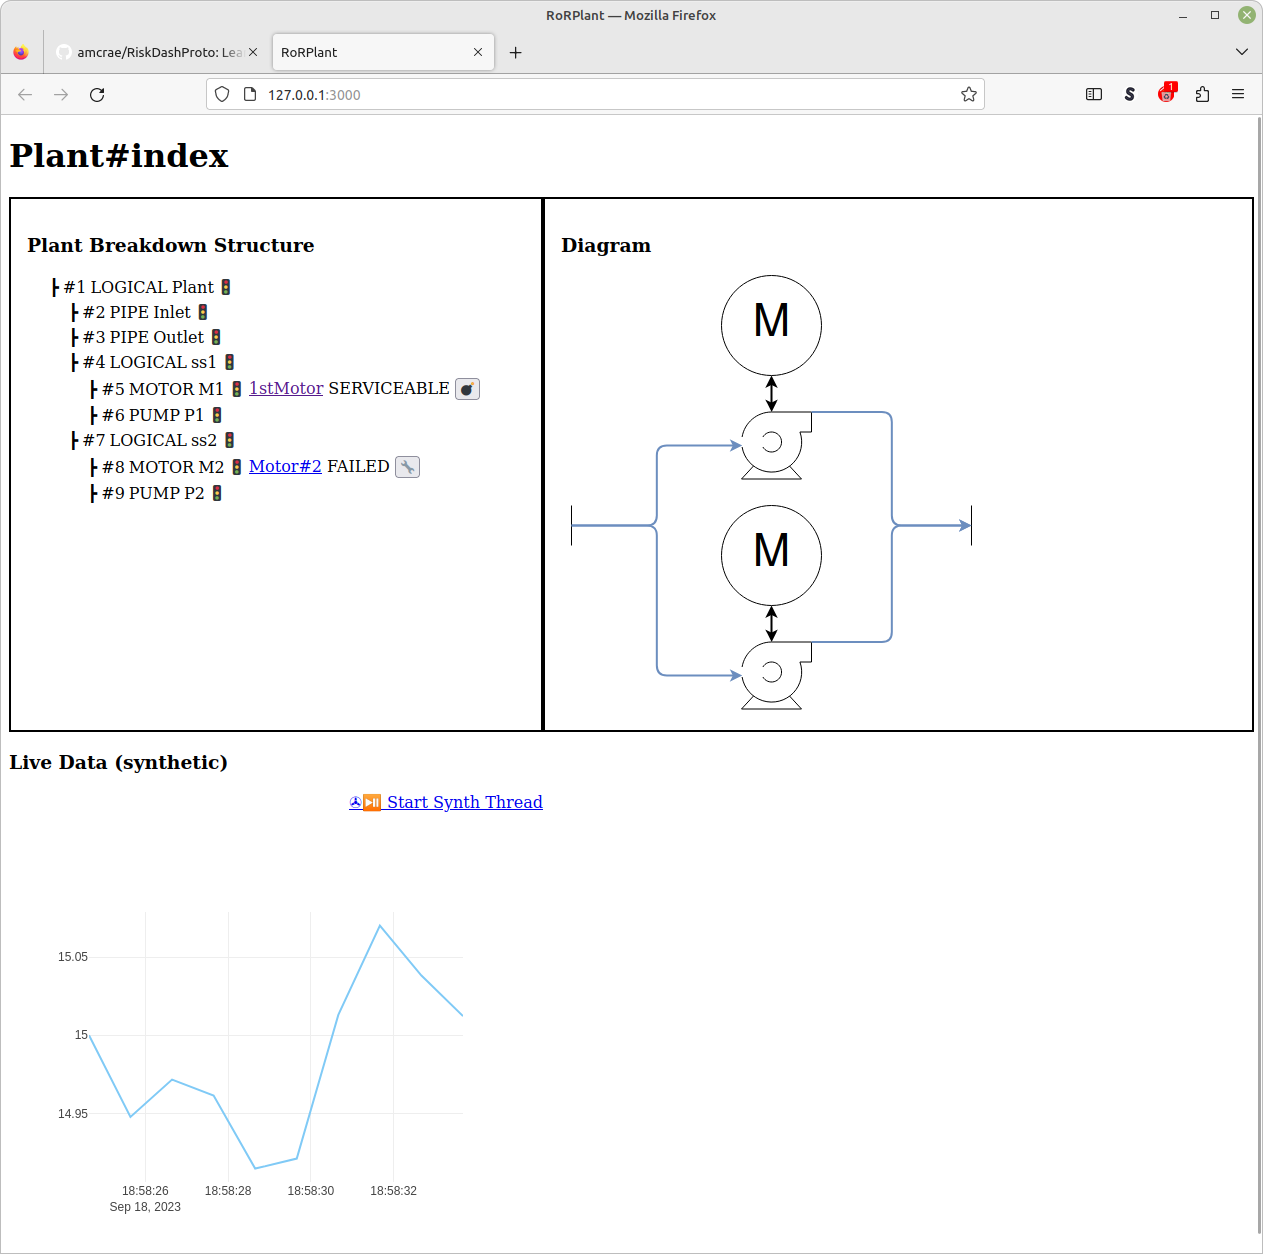 RoRPlant — Mozilla Firefox
amcrae/RiskDashProto: Lea
RoRPlant
127.0.0.1:3000
1
Plant#index
Plant Breakdown Structure
#1 LOGICAL Plant
#2 PIPE Inlet
#3 PIPE Outlet
#4 LOGICAL ss1
#5 MOTOR M1 1stMotor SERVICEABLE
#6 PUMP P1
#7 LOGICAL ss2
#8 MOTOR M2 Motor#2 FAILED
#9 PUMP P2
Diagram
M
M
Live Data (synthetic)
Start Synth Thread
15.05
15
14.95
18:58:26 18:58:28 18:58:30 18:58:32
Sep 18, 2023